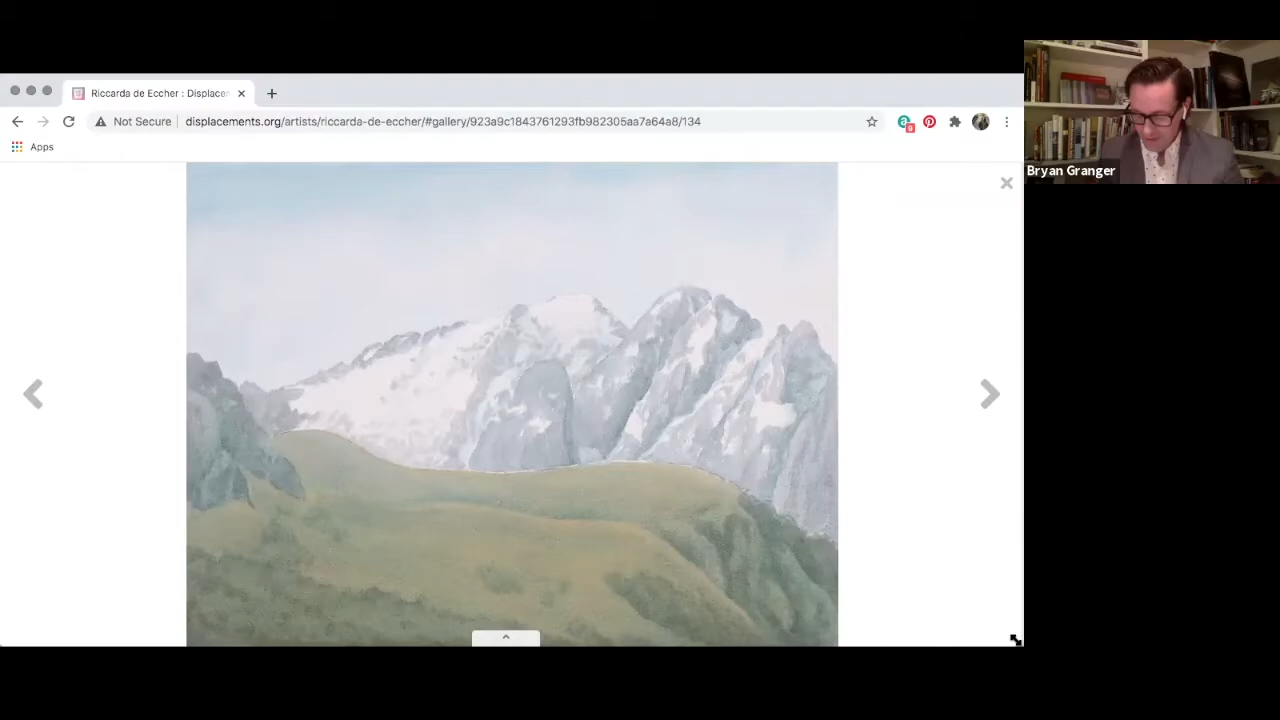 Riccarda de Eccher : Displacem
Not Secure
displacements.org/artists/riccarda-de-eccher/#gallery/923a9c1843761293fb982305aa7a64a8/134
Apps
Bryan Granger